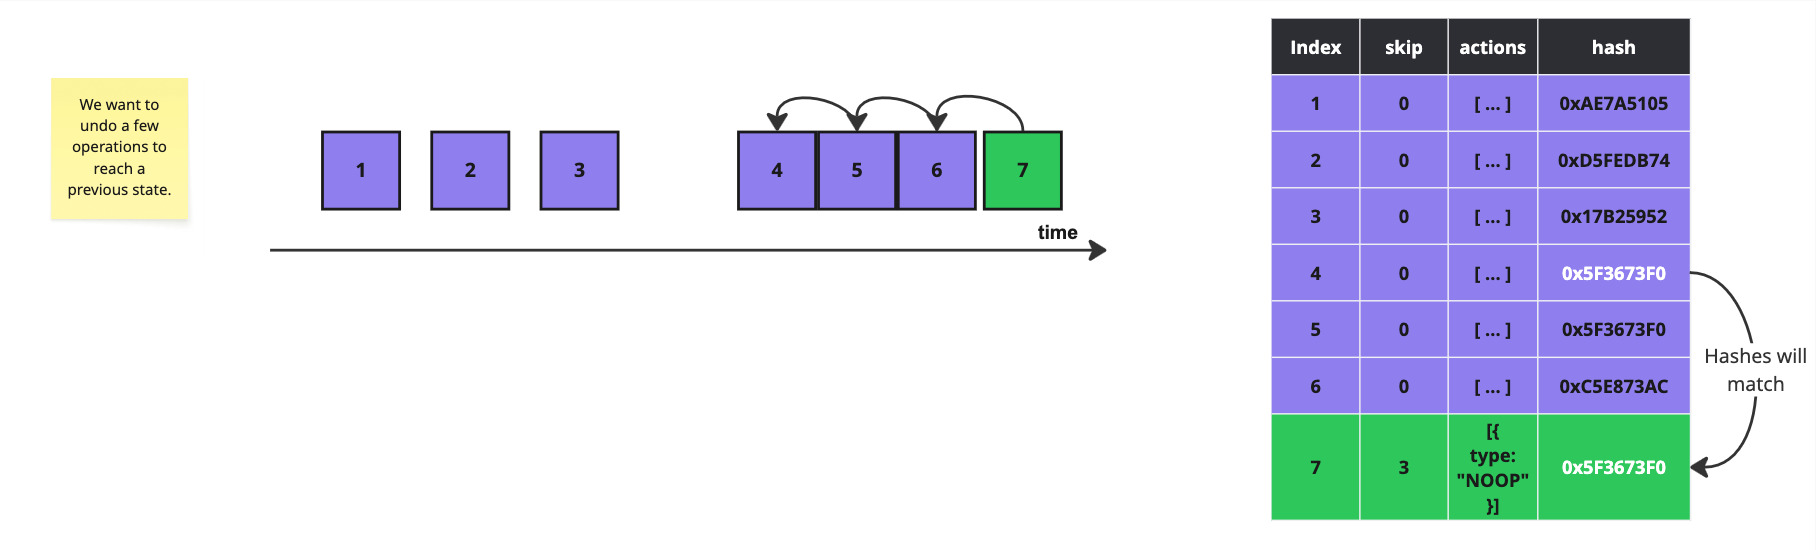 We want to
undo a few
operations to
reach a
previous state.
1 2 3 4 5 6 7
time
Index skip actions hash
1 0 [ ... ] 0xAE7A5105
2 0 [ ... ] 0xD5FEDB74
3 0 [ ... ] 0x17B25952
4 0 [ ... ] 0x5F3673F0
5 0 [ ... ] 0x5F3673F0
6 0 [ ... ] 0xC5E873AC
7 3 [{
type:
"NOOP"
}] 0x5F3673F0
Hashes will
match